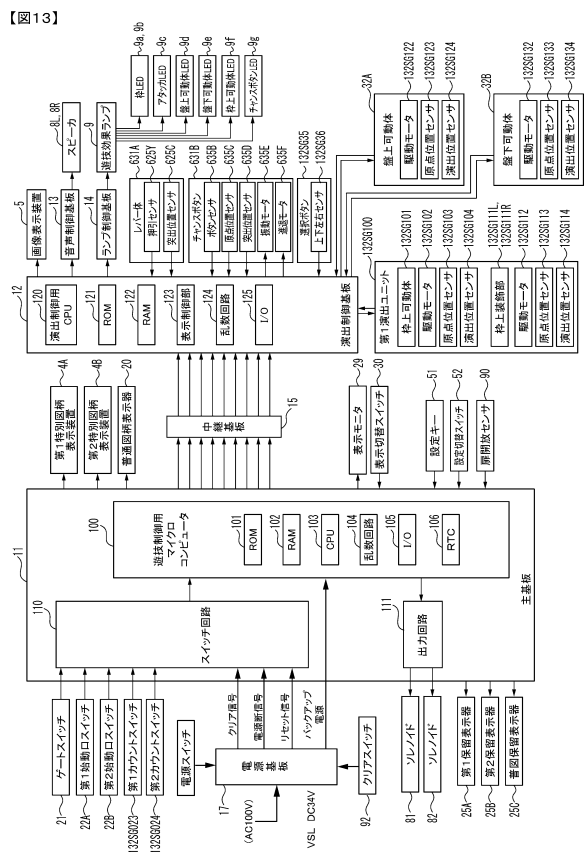 【図13】
11
110
スイッチ回路
100
遊技制御用
マイクロ
コンピュータ
101
ROM
102
RAM
103
CPU
104
乱数回路
105
I/O
106
RTC
111
出力回路
主基板
21
ゲートスイッチ
22A
第1始動口スイッチ
22B
第2始動口スイッチ
132SG023
第1カウントスイッチ
132SG024
第2カウントスイッチ
電源スイッチ
クリア信号
電源断信号
リセット信号
バックアップ
電源
17
電源基板
(AC100V)
VSL DC34V
92
クリアスイッチ
81
ソレノイド
82
ソレノイド
25A
第1保留表示器
25B
第2保留表示器
25C
普図保留表示器
第1特別図柄
表示装置
4A
第2特別図柄
表示装置
4B
普通図柄表示器
20
中継基板
15
表示モニタ
29
表示切替スイッチ
30
設定キー
51
設定切替スイッチ
52
扉開放センサ
90
12
120
演出制御用
CPU
121
ROM
122
RAM
123
表示制御部
124
乱数回路
125
I/O
演出制御基板
画像表示装置
5
音声制御基板
13
ランプ制御基板
14
スピーカ
8L、8R
遊技効果ランプ
9
枠LED
9a、9b
アタッカLED
9c
盤上可動体LED
9d
盤下可動体LED
9e
枠上可動体LED
9f
チャンスボタンLED
9g
631A
レバー体
625Y
押引センサ
625C
突出位置センサ
631B
チャンスボタン
635B
ボタンセンサ
635C
原点位置センサ
635D
突出位置センサ
635E
振動モータ
635F
進退モータ
132SG35
選択ボタン
132SG36
上下左右センサ
132SG100
第1演出ユニット
132SG101
枠上可動体
132SG102
駆動モータ
132SG103
原点位置センサ
132SG104
演出位置センサ
132SG111L、
132SG111R
枠上装飾部
132SG112
駆動モータ
132SG113
原点位置センサ
132SG114
演出位置センサ
32A
盤上可動体
132SG122
駆動モータ
132SG123
原点位置センサ
132SG124
演出位置センサ
32B
盤下可動体
132SG132
駆動モータ
132SG133
原点位置センサ
132SG134
演出位置センサ